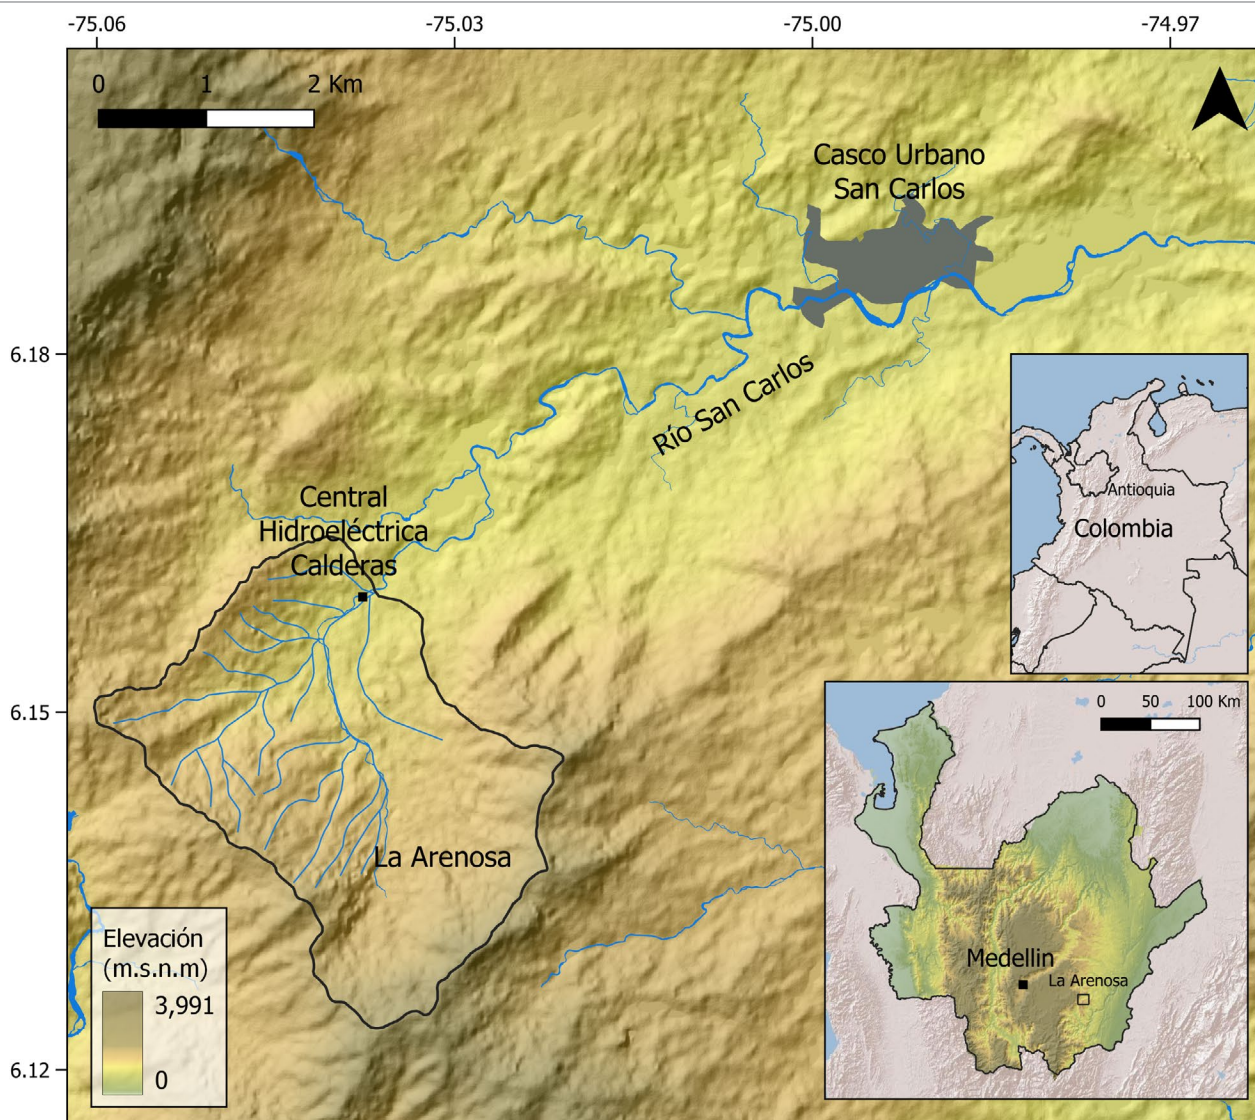 -75.06
-75.03
-75.00
-74.97
0 1 2 Km
Casco Urbano
San Carlos
6.18
Río San Carlos
Antioquia
Colombia
Central
Hidroeléctrica
Calderas
6.15
0 50 100 Km
La Arenosa
Medellin
La Arenosa
Elevación
(m.s.n.m)
3,991
0
6.12